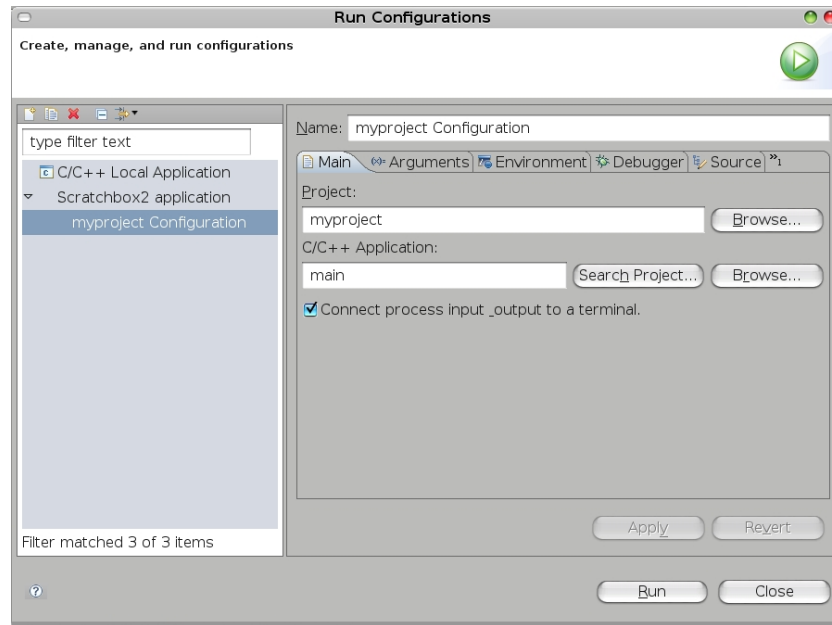 Run Configurations
Create, manage, and run configurations
type filter text
C/C++ Local Application
Scratchbox2 application
myproject Configuration
Filter matched 3 of 3 items
Name: myproject Configuration
Main Arguments Environment Debugger Source »1
Project:
myproject Browse...
C/C++ Application:
main Search Project... Browse...
Connect process input _output to a terminal.
Apply Revert
? Run Close